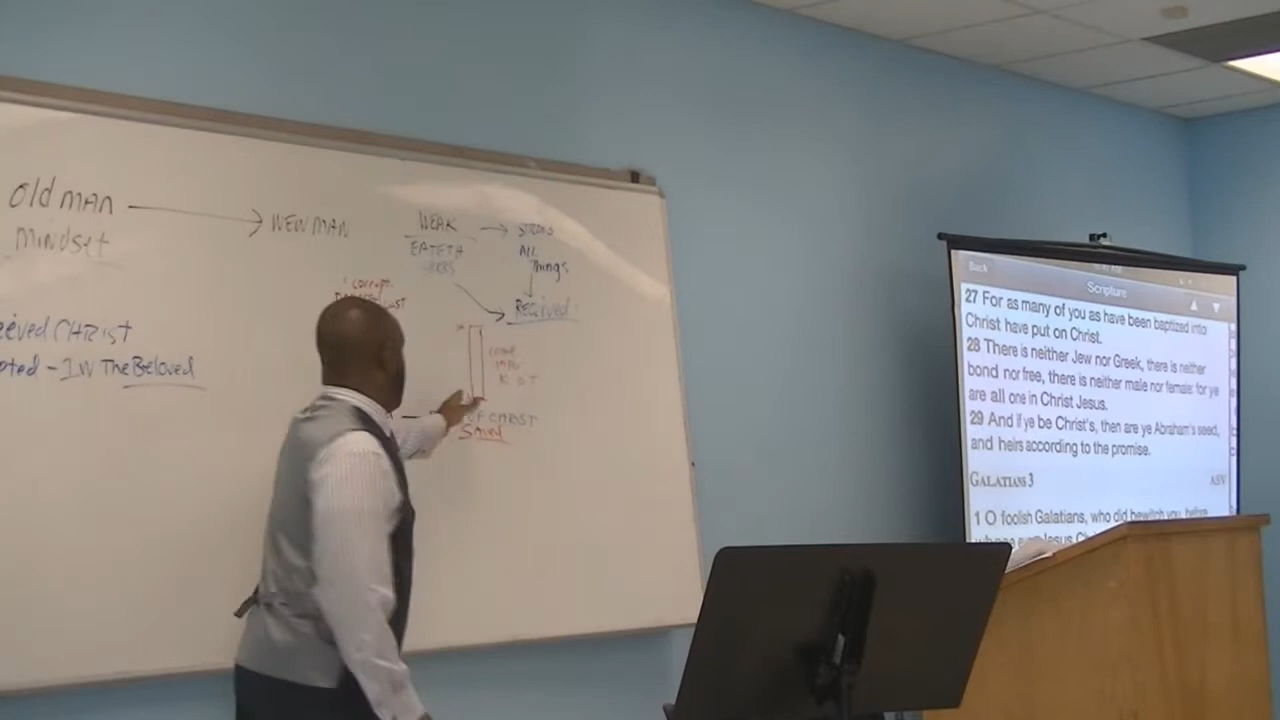 old man
mindset
NEW MAN
WEAK
EATETH
STRONG
ALL
Things
Received
corrupt
CHRIST
IN The Beloved
OF CHRIST
Saved
Back
Scripture
27 For as many of you as have been baptized into
Christ have put on Christ.
28 There is neither Jew nor Greek, there is neither
bond nor free, there is neither male nor female: for ye
are all one in Christ Jesus.
29 And if ye be Christ's, then are ye Abraham's seed,
and heirs according to the promise.
GALATIANS 3
ASV
1 O foolish Galatians, who did bewitch you, before